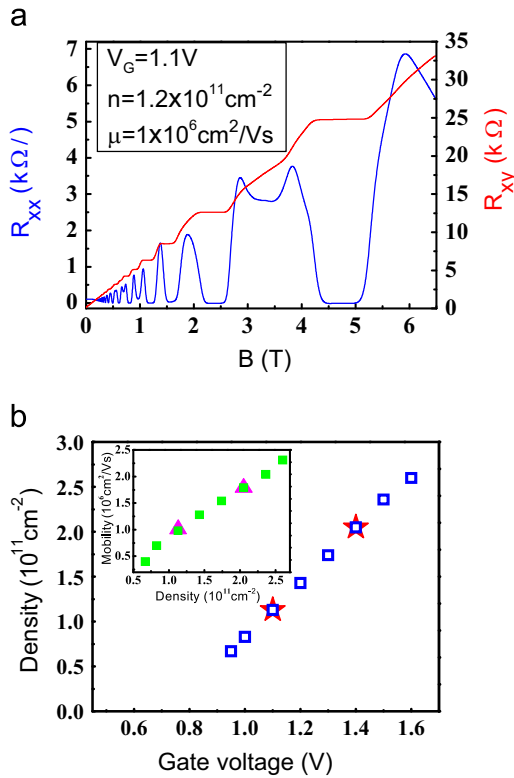 a
V_G=1.1V
n=1.2x10^11cm^-2
μ=1x10^6cm^2/Vs
R_xx (kΩ/)
R_xy (kΩ)
7
6
5
4
3
2
1
0
35
30
25
20
15
10
5
0
0 1 2 3 4 5 6
B (T)
b
Density (10^11cm^-2)
3.0
2.5
2.0
1.5
1.0
0.5
0.0
Mobility (10^6cm^2/Vs)
2.5
2.0
1.5
1.0
0.5
0.5 1.0 1.5 2.0 2.5
Density (10^11cm^-2)
0.6 0.8 1.0 1.2 1.4 1.6
Gate voltage (V)